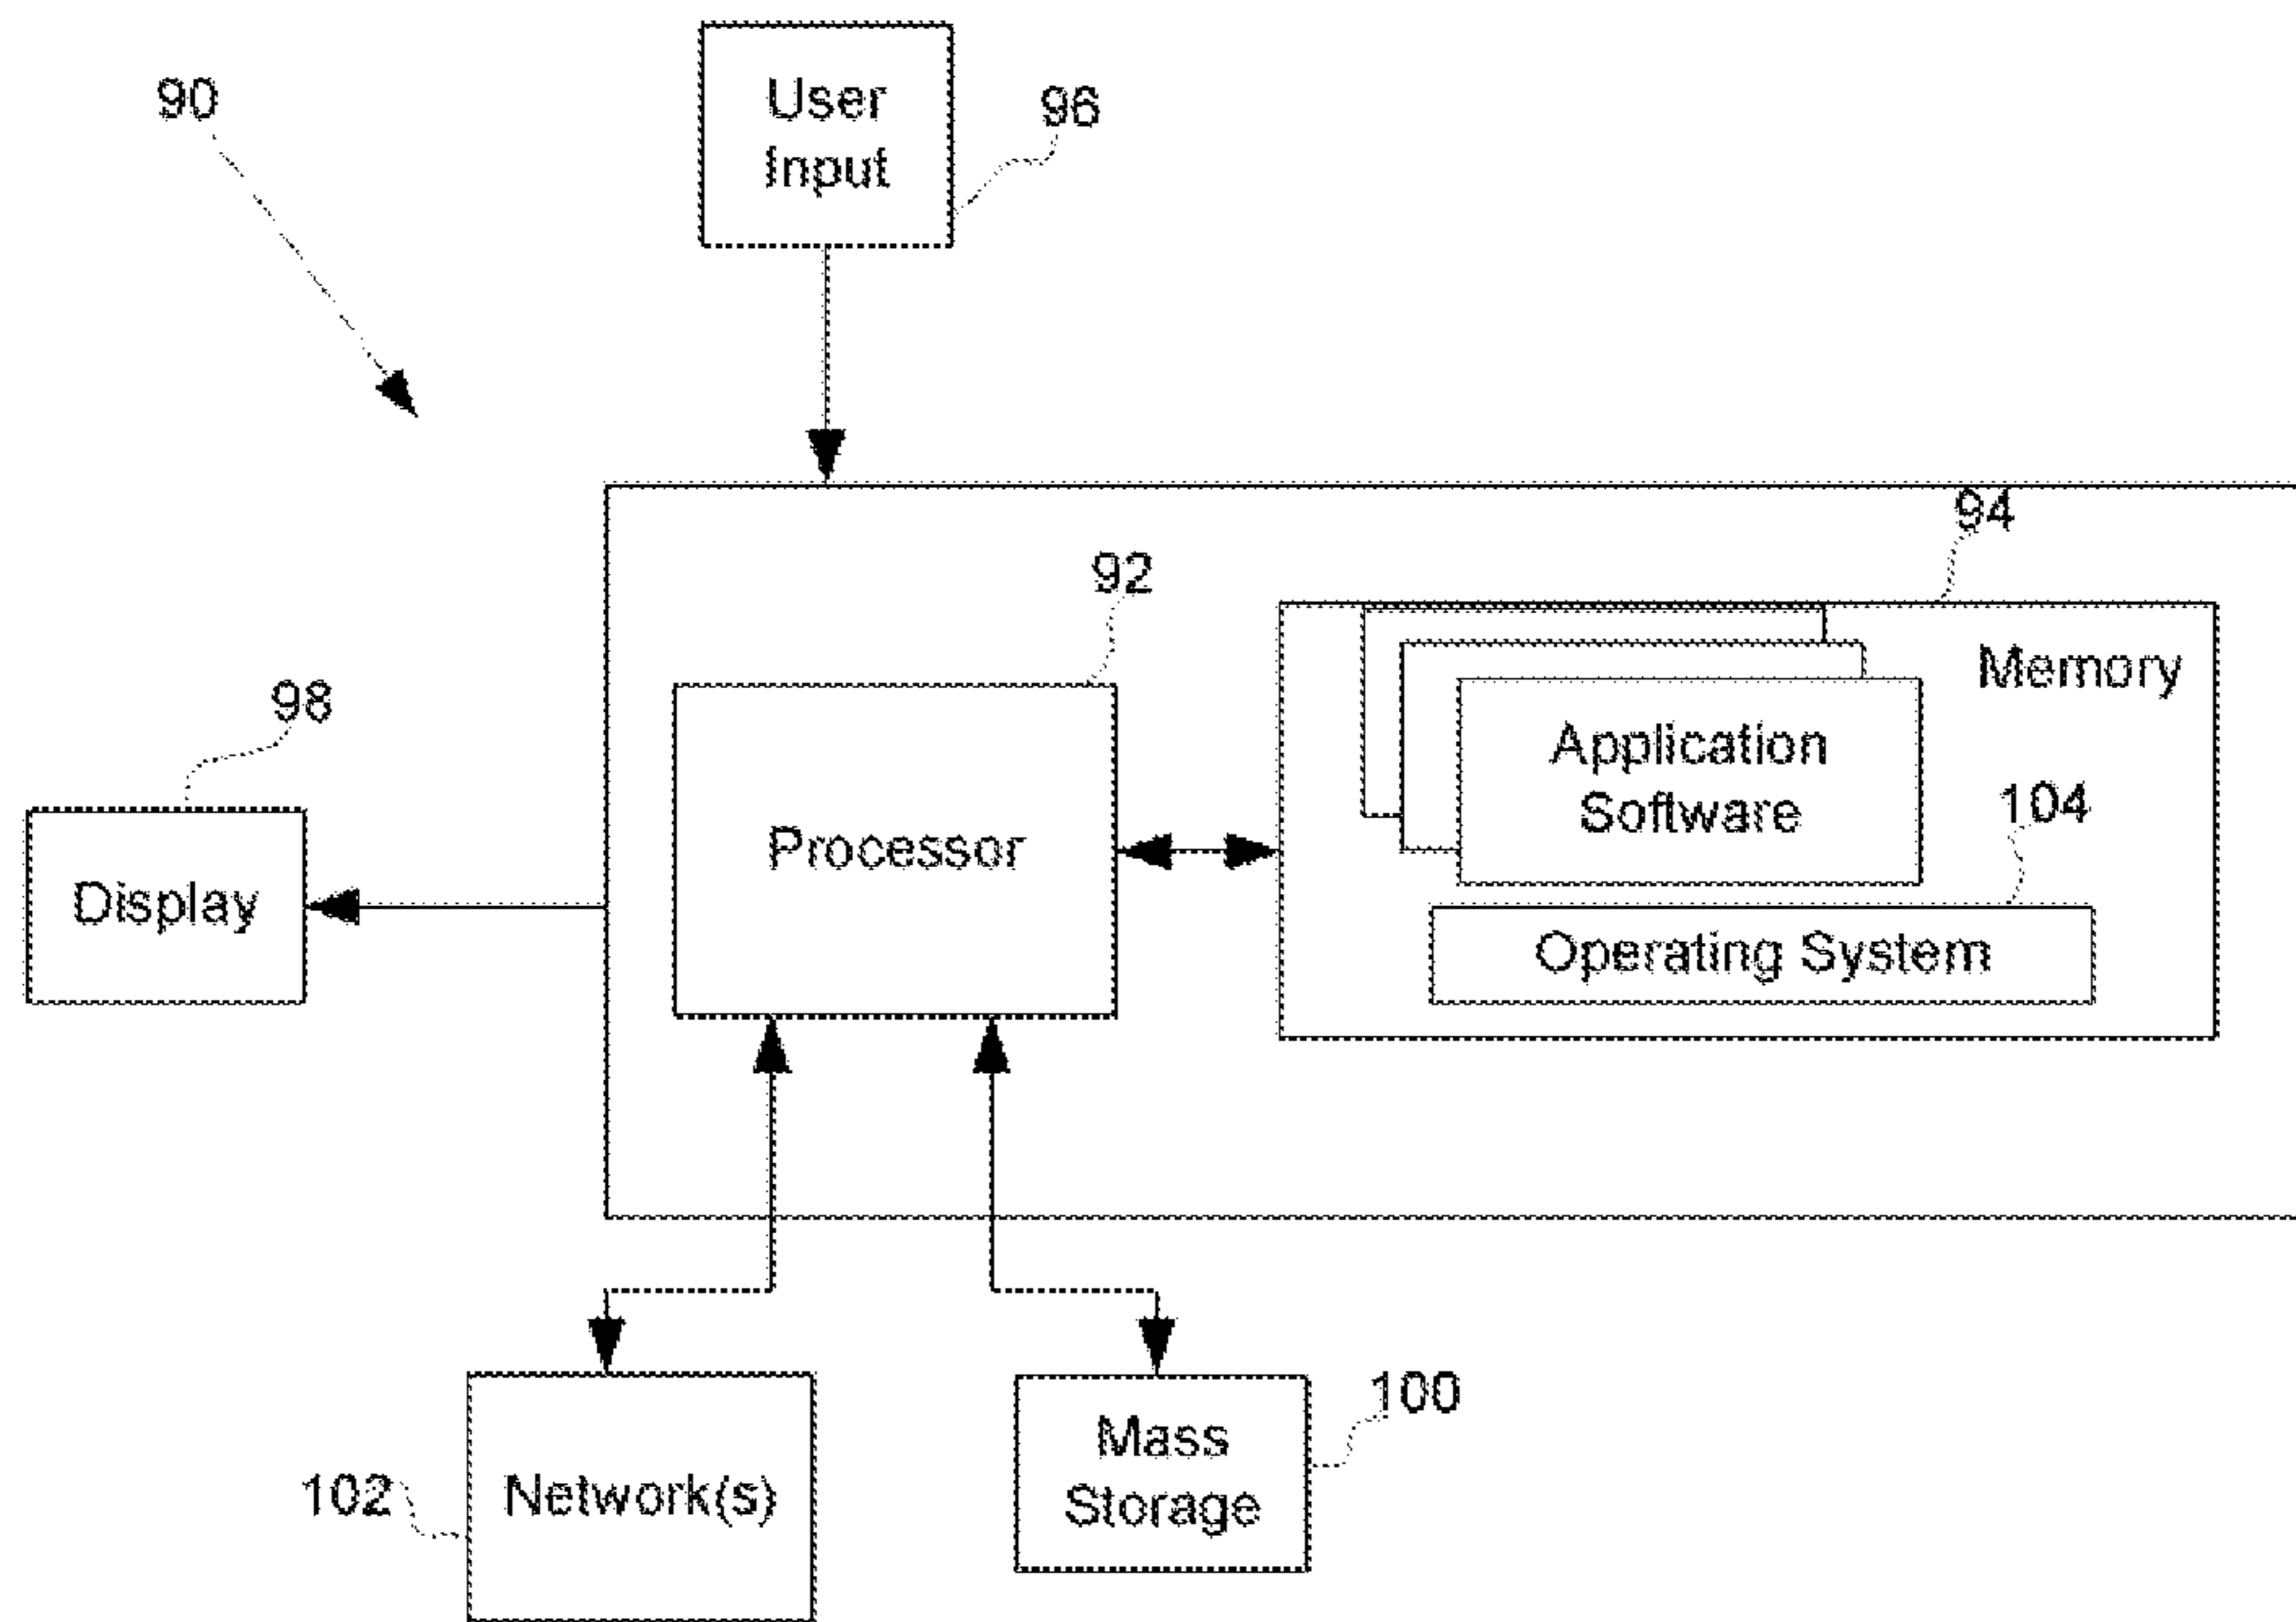 90
User
Input
96
94
92
Memory
98
Application
Software
104
Processor
Display
Operating System
100
Mass
Storage
102
Network(s)